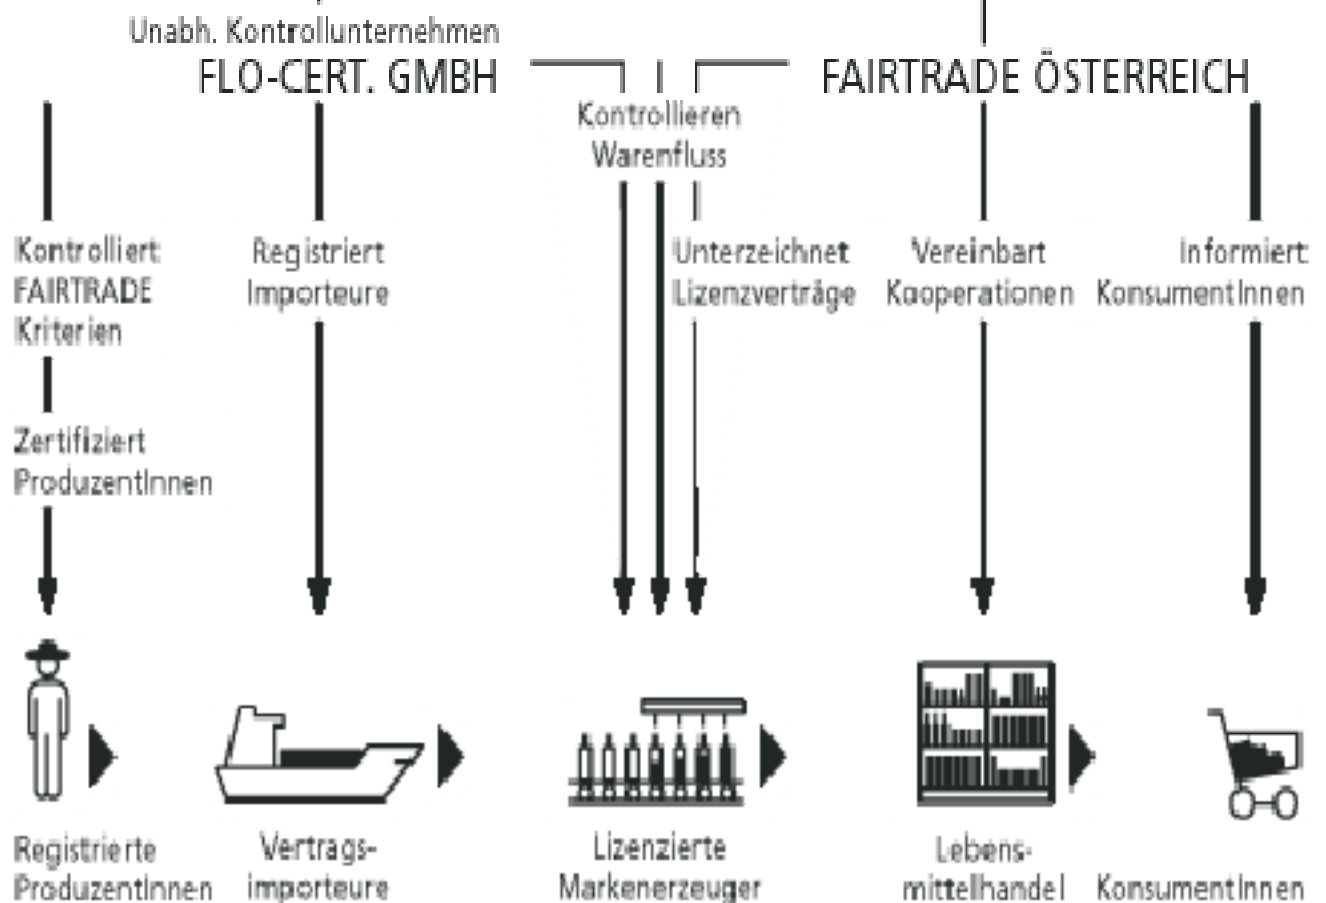 Unabh. Kontrollunternehmen
FLO-CERT. GMBH
FAIRTRADE ÖSTERREICH
Kontrollieren
Warenfluss
Kontrolliert
FAIRTRADE
Kriterien
Registriert
Importeure
Unterzeichnet
Lizenzverträge
Vereinbart
Kooperationen
Informiert
KonsumentInnen
Zertifiziert
ProduzentInnen
Registrierte
ProduzentInnen
Vertrags-
importeure
Lizenzierte
Markenerzeuger
Lebens-
mittelhandel
KonsumentInnen